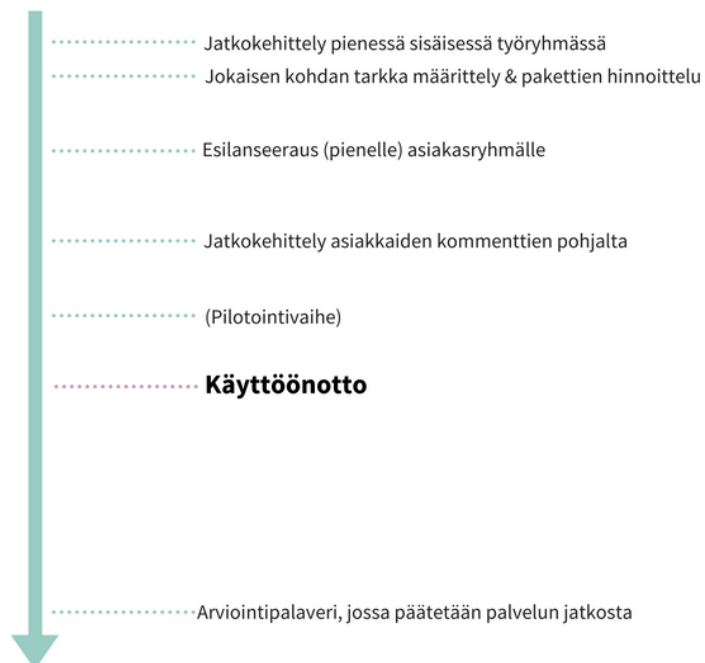 Jatkokehittely pienessä sisäisessä työryhmässä
Jokaisen kohdan tarkka määrittely & pakettien hinnoittelu
Esilanseeraus (pienelle) asiakasryhmälle
Jatkokehittely asiakkaiden kommenttien pohjalta
(Pilotointivaihe)
Käyttöönotto
Arviointipalaveri, jossa päätetään palvelun jatkosta